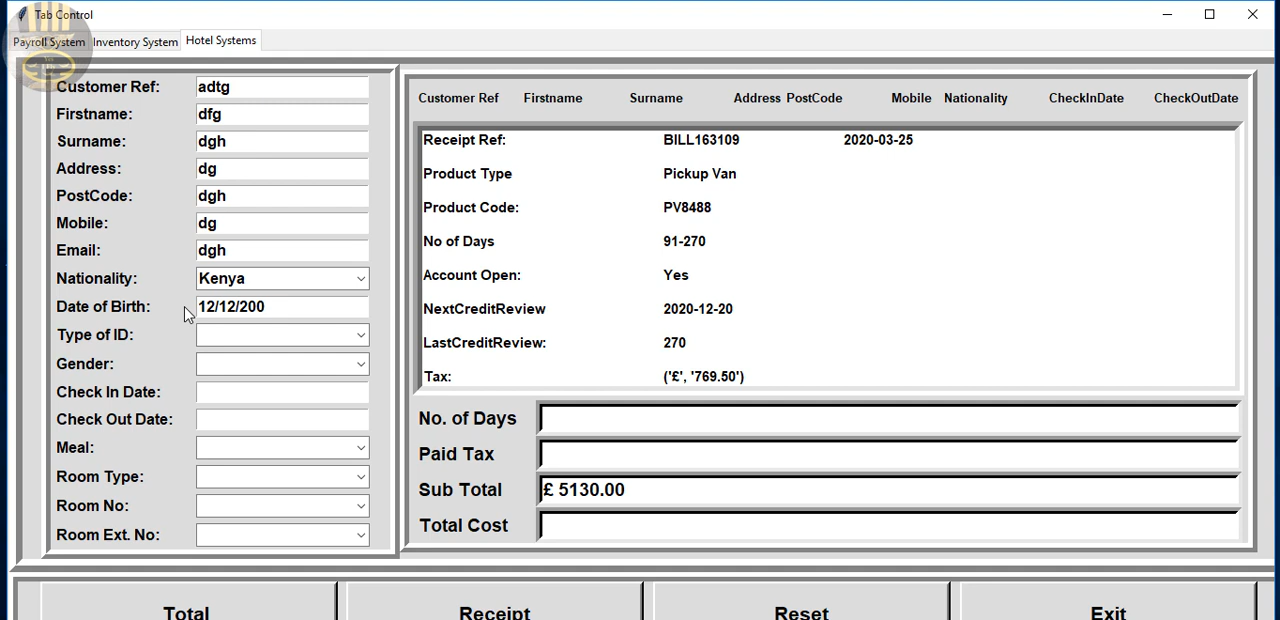 Tab Control
Payroll System Inventory System Hotel Systems
Customer Ref: adtg
Firstname: dfg
Surname: dgh
Address: dg
PostCode: dgh
Mobile: dg
Email: dgh
Nationality: Kenya
Date of Birth: 12/12/200
Type of ID:
Gender:
Check In Date:
Check Out Date:
Meal:
Room Type:
Room No:
Room Ext. No:
Customer Ref Firstname Surname Address PostCode Mobile Nationality CheckInDate CheckOutDate
Receipt Ref: BILL163109 2020-03-25
Product Type Pickup Van
Product Code: PV8488
No of Days 91-270
Account Open: Yes
NextCreditReview 2020-12-20
LastCreditReview: 270
Tax: ('£', '769.50')
No. of Days
Paid Tax
Sub Total £ 5130.00
Total Cost
Total Receipt Reset Exit